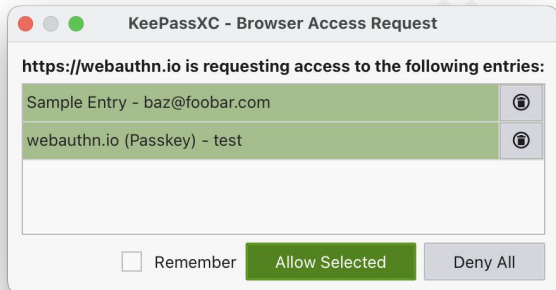 KeePassXC - Browser Access Request
https://webauthn.io is requesting access to the following entries:
Sample Entry - baz@foobar.com
webauthn.io (Passkey) - test
Remember
Allow Selected
Deny All